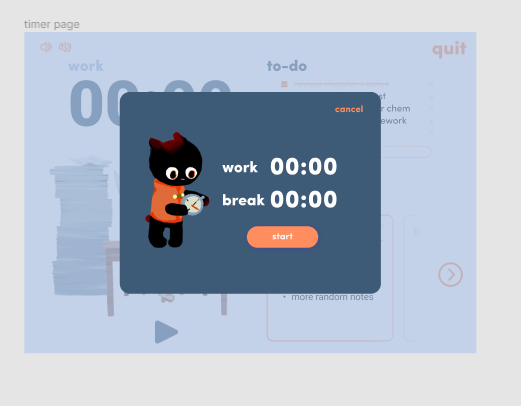 timer page
quit
work
to-do
00:00
cancel
work 00:00
break 00:00
start
chem
ework
• more random notes